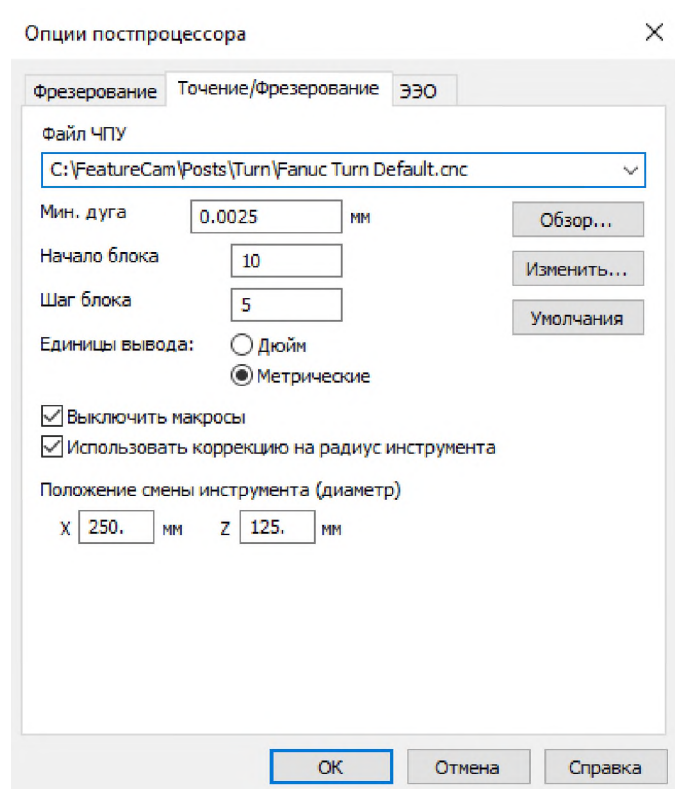 Опции постпроцессора
Фрезерование Точение/Фрезерование ЭЭО
Файл ЧПУ
C:\FeatureCam\Posts\Turn\Fanuc Turn Default.cnc
Мин. дуга 0.0025 мм Обзор...
Начало блока 10 Изменить...
Шаг блока 5 Умолчания
Единицы вывода: Дюйм
Метрические
Выключить макросы
Использовать коррекцию на радиус инструмента
Положение смены инструмента (диаметр)
X 250. мм Z 125. мм
ОК Отмена Справка